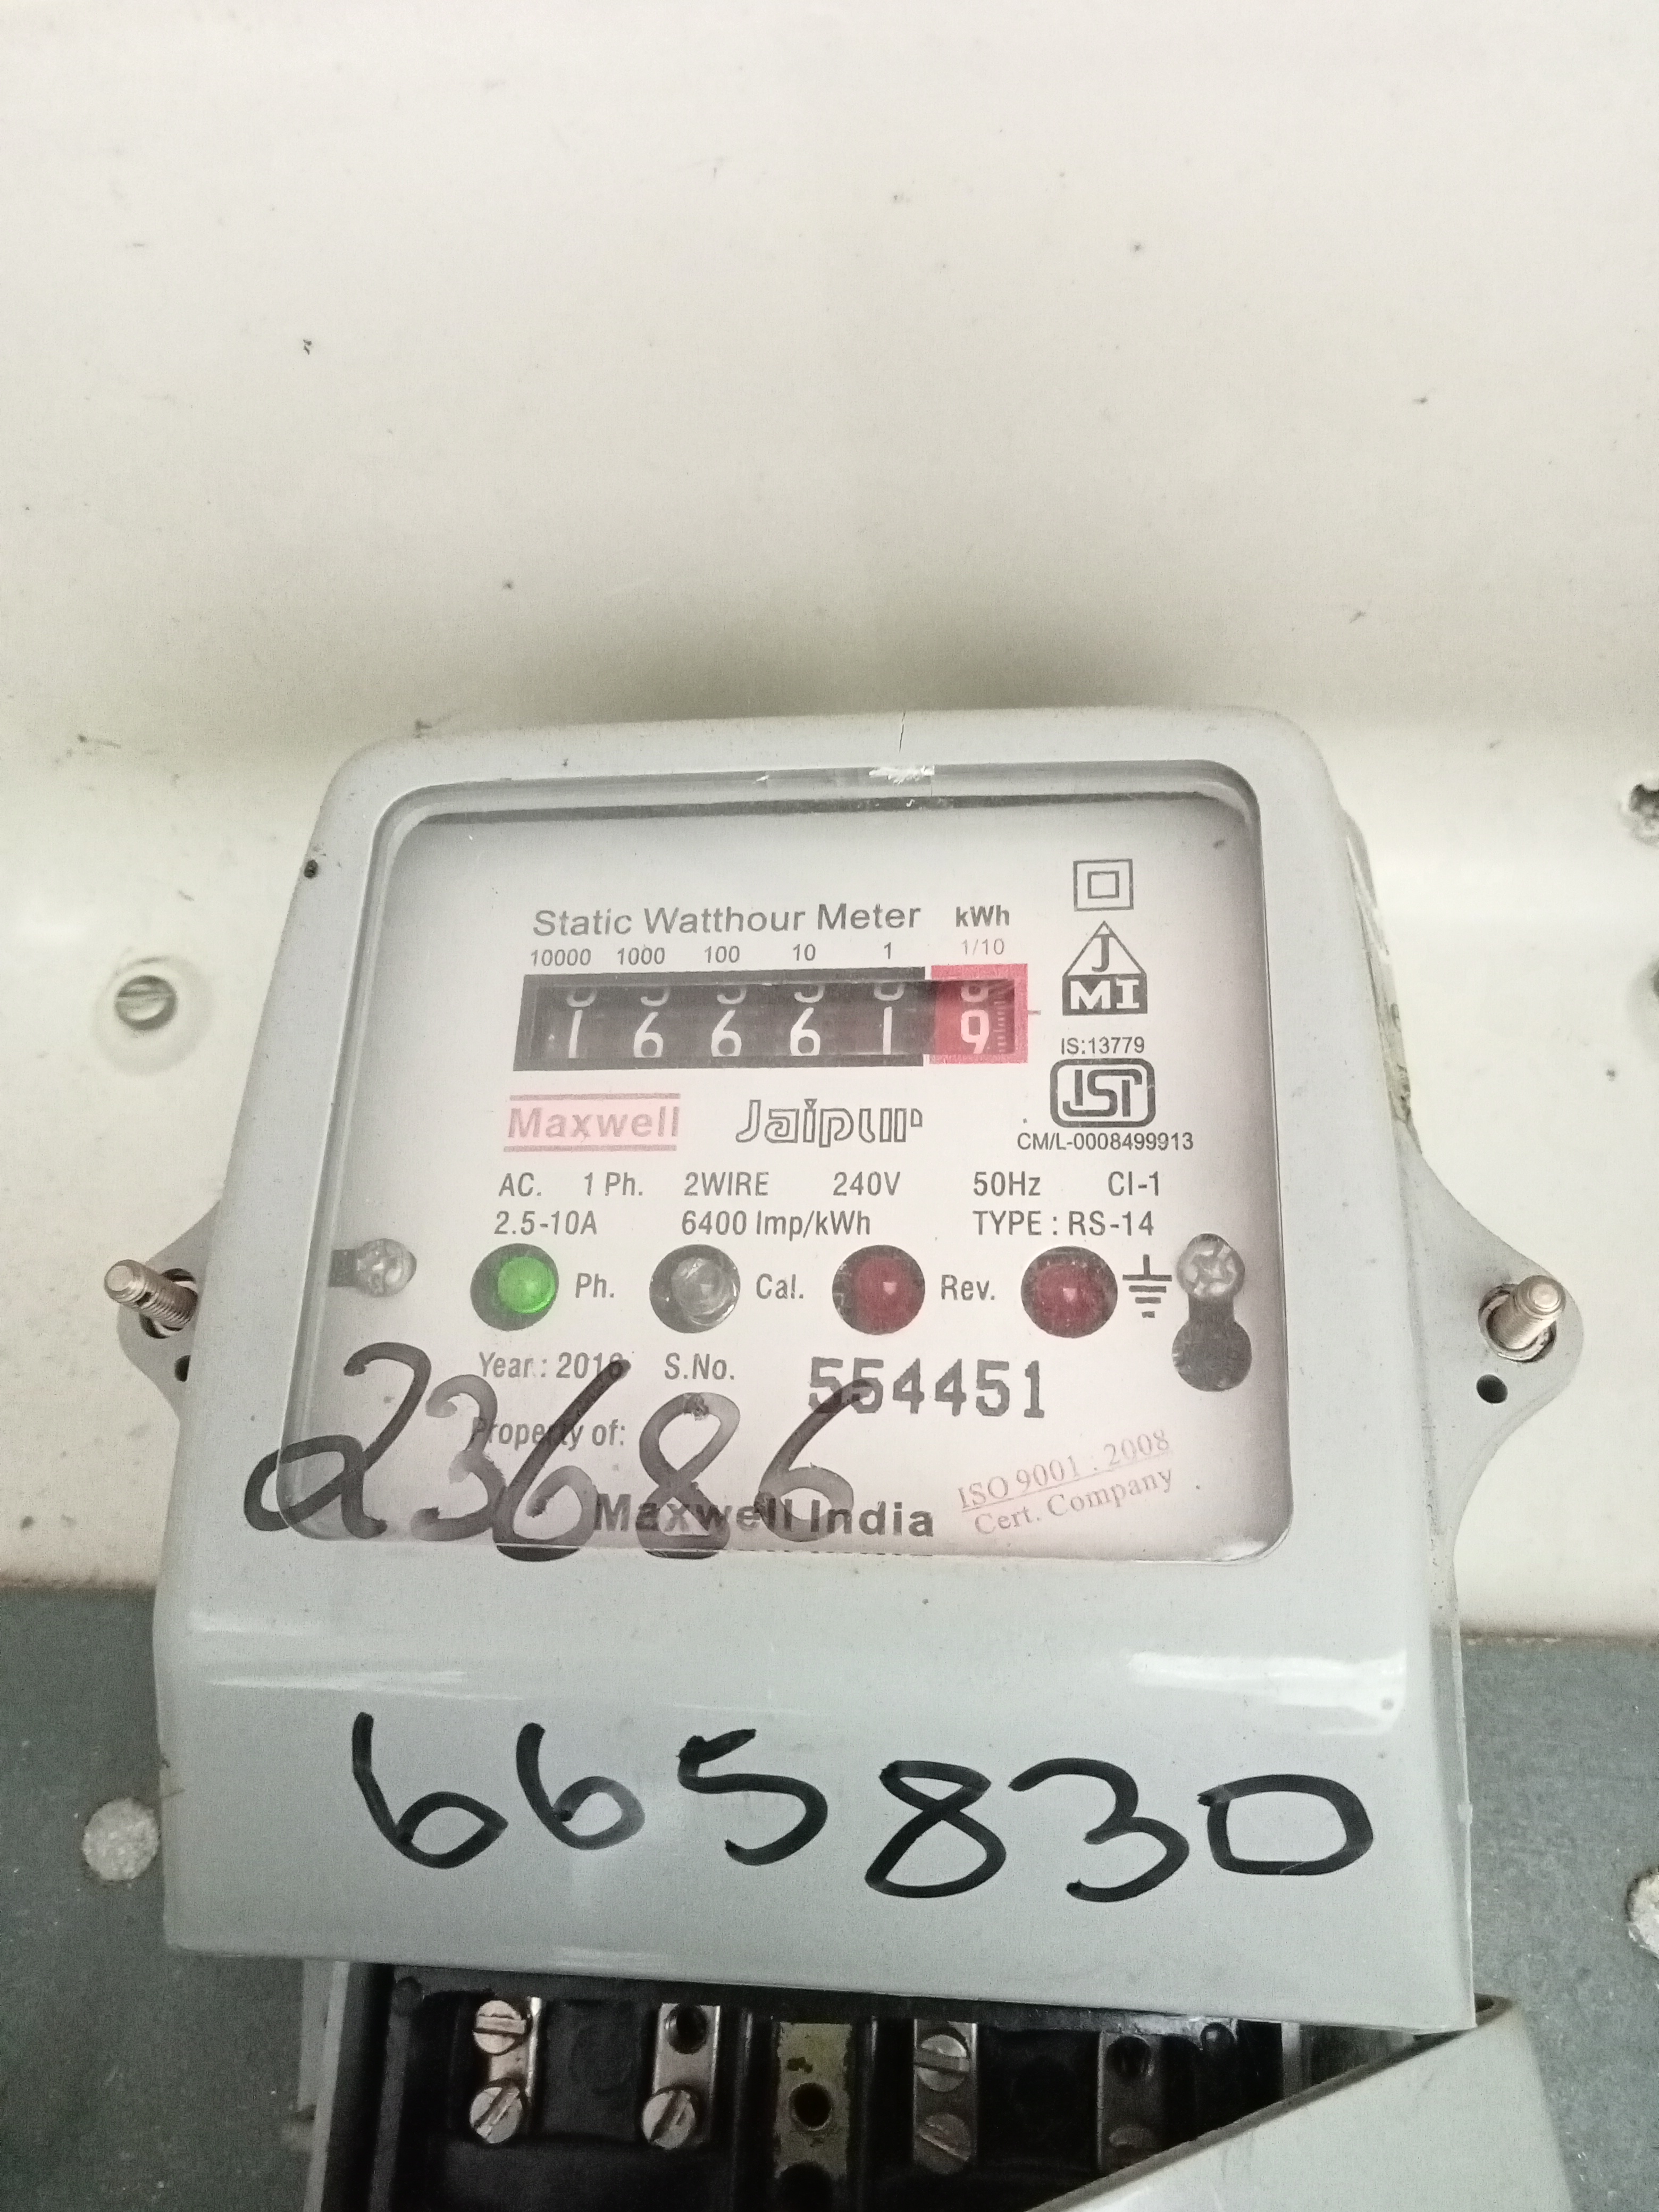 Static Watthour Meter kWh
10000 1000 100 10 1 1/10
1 6 6 6 1 9
Maxwell Jaipur
J
MI
IS:13779
ISI
CM/L-0008499913
AC. 1 Ph. 2WIRE 240V 50Hz Cl-1
2.5-10A 6400 Imp/kWh TYPE : RS-14
Ph. Cal. Rev.
Year : 2016 S.No. 554451
Property of:
23686
Maxwell India
ISO 9001 : 2008
Cert. Company
665830